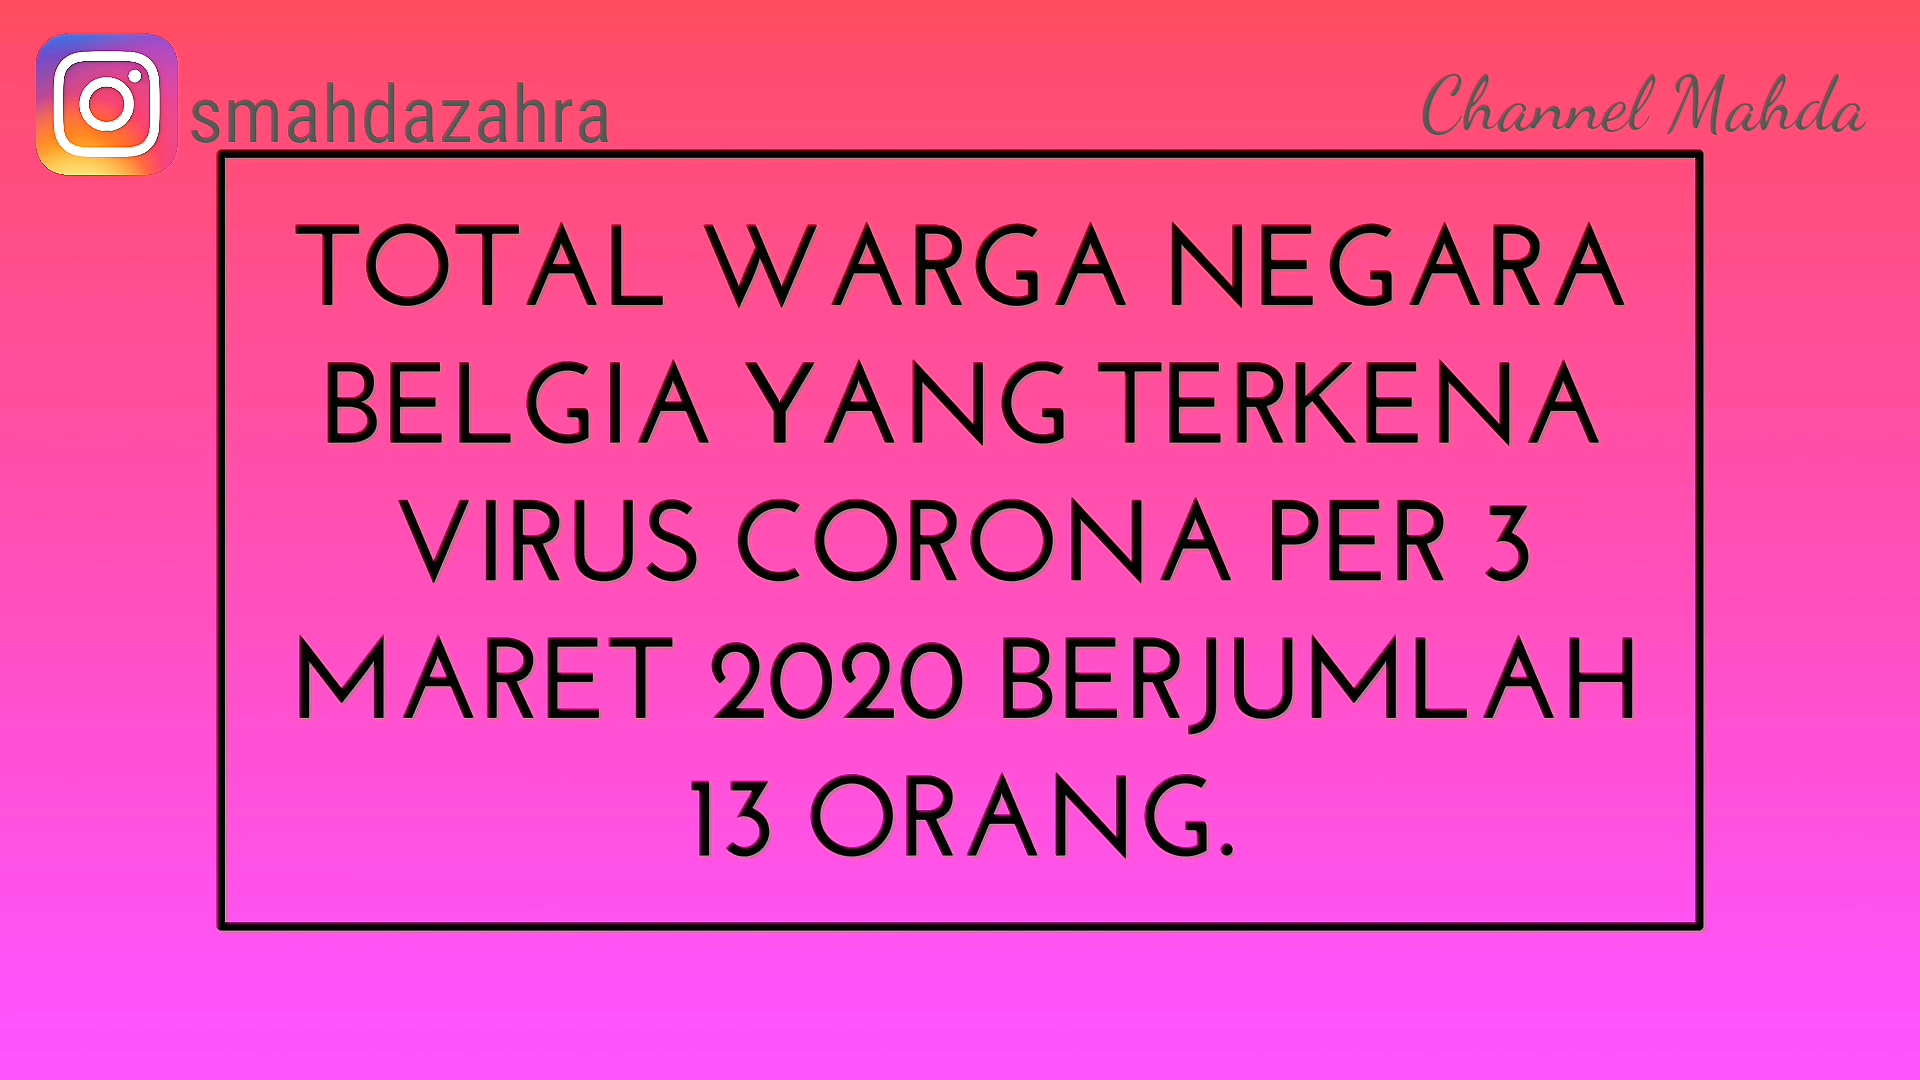 smahdazahra
Channel Mahda
TOTAL WARGA NEGARA
BELGIA YANG TERKENA
VIRUS CORONA PER 3
MARET 2020 BERJUMLAH
13 ORANG.